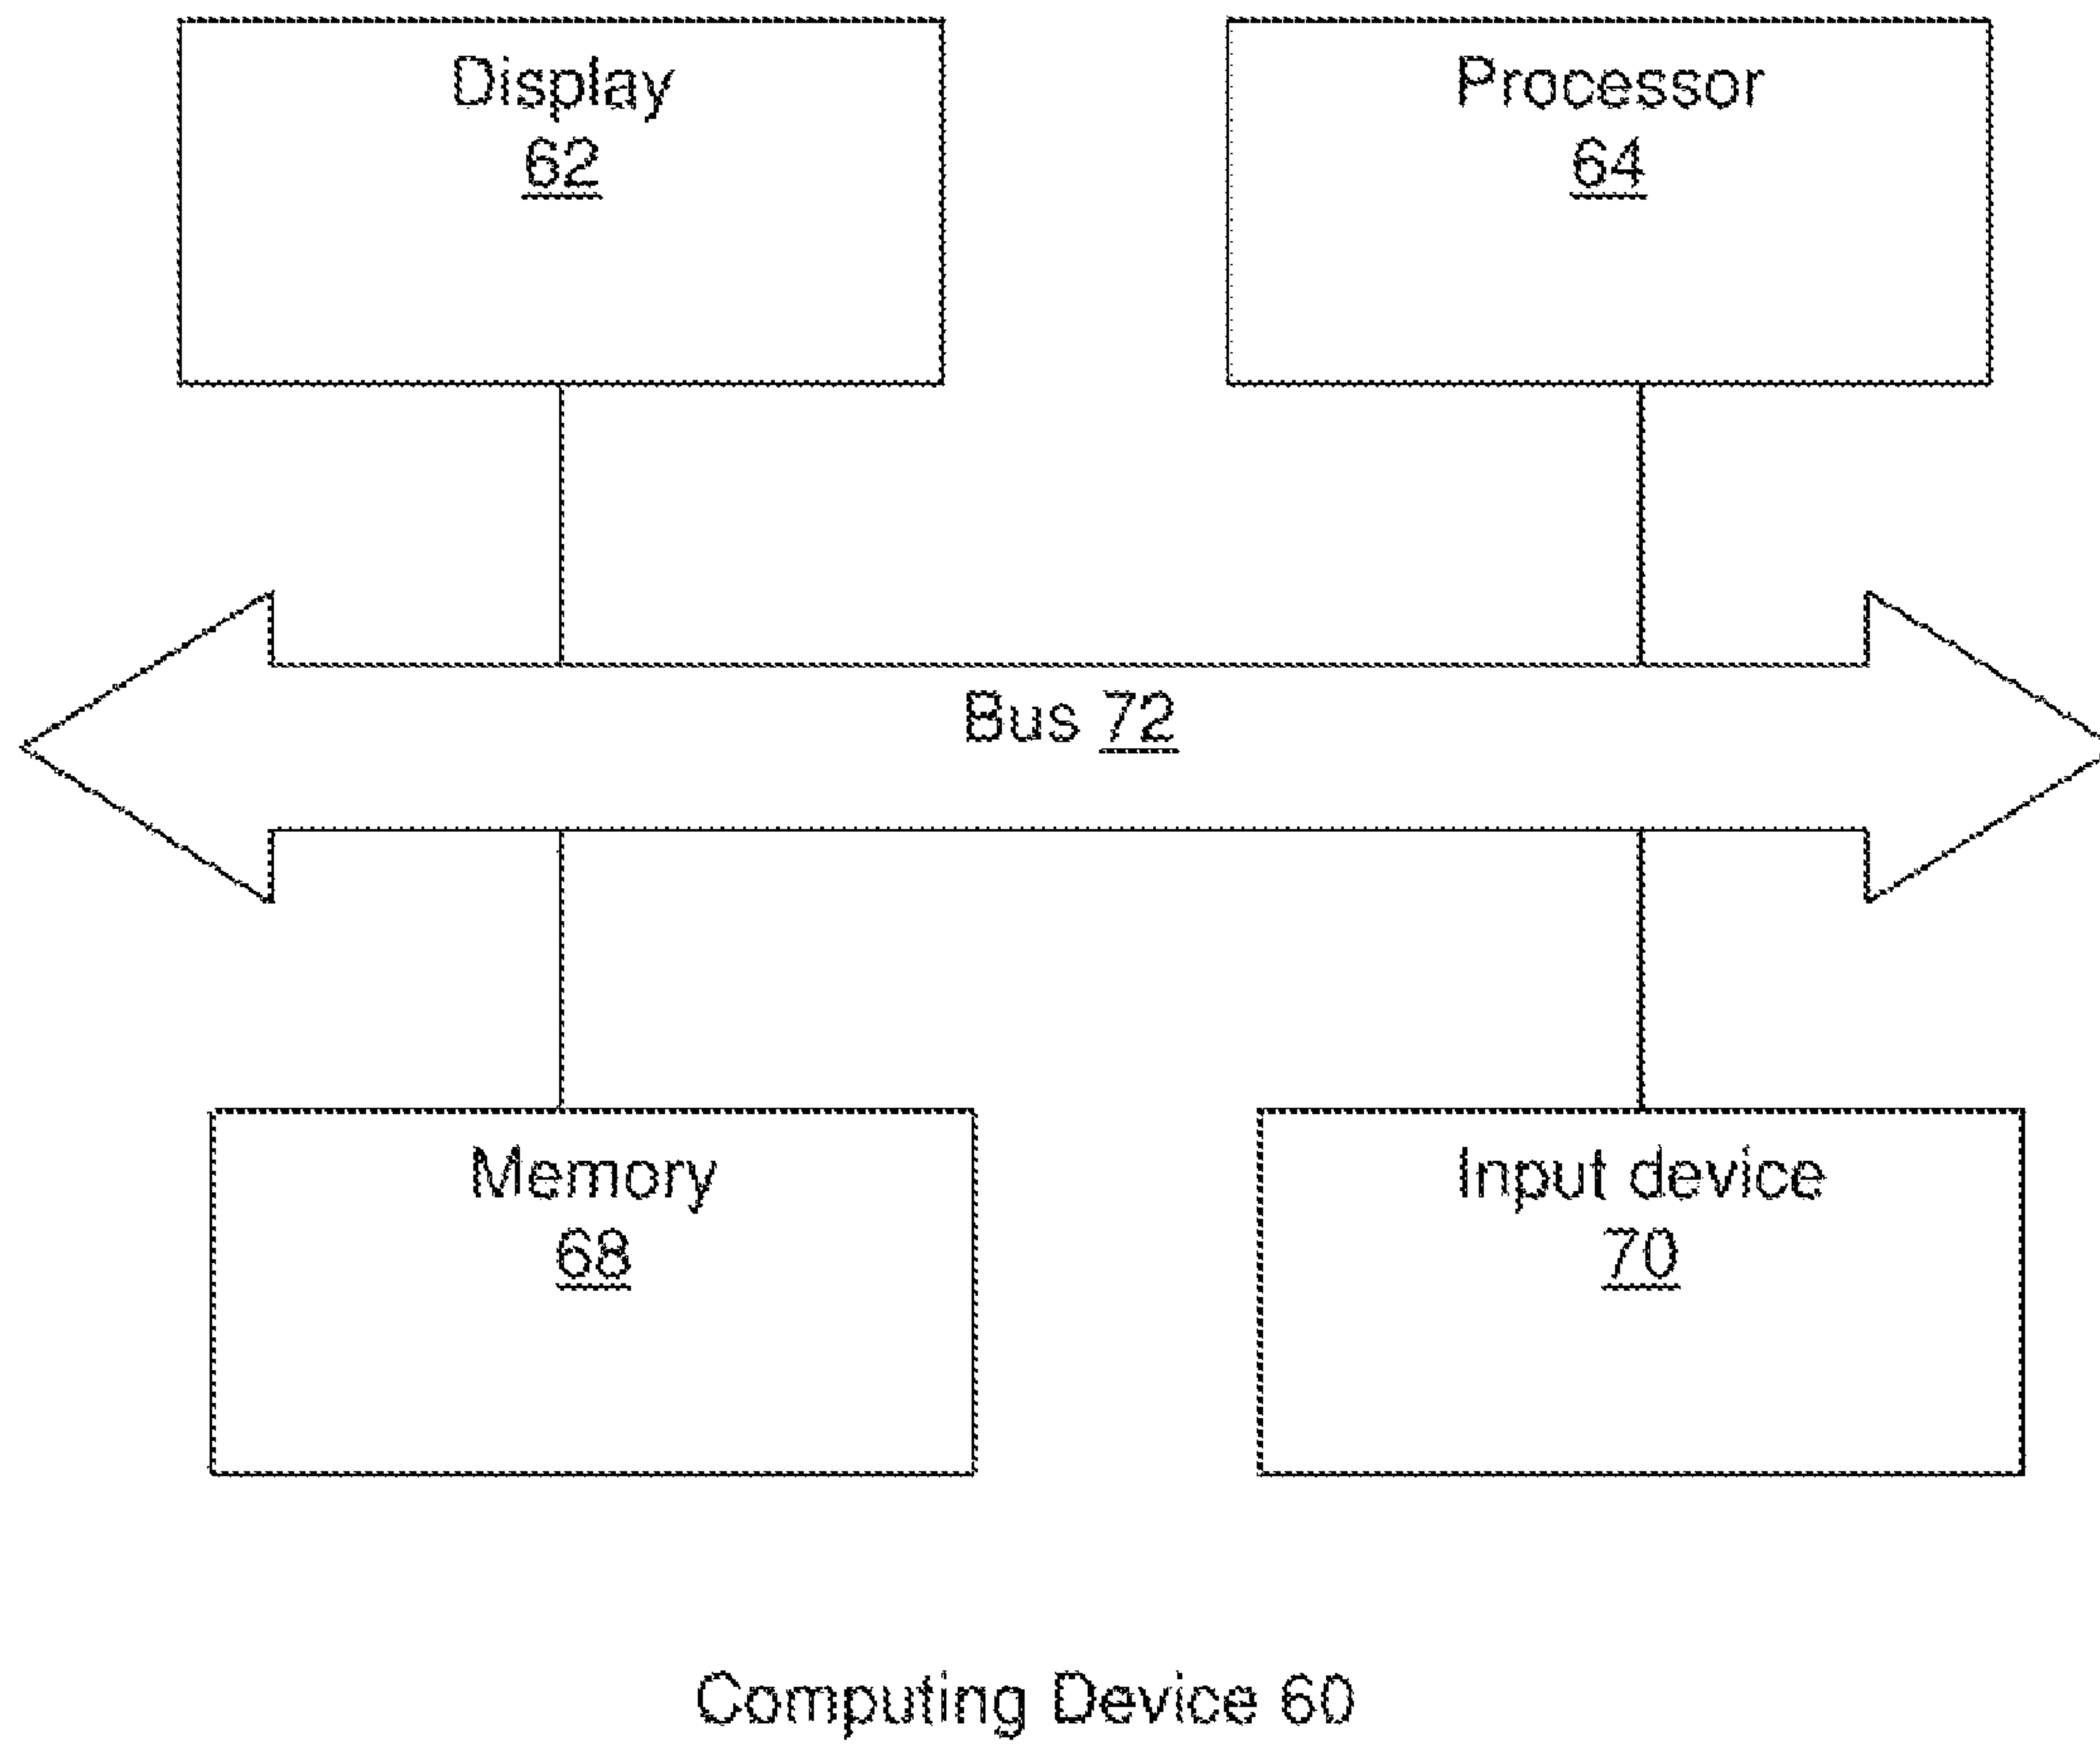 Display
62
Processor
64
Bus 72
Memory
68
Input device
70
Computing Device 60